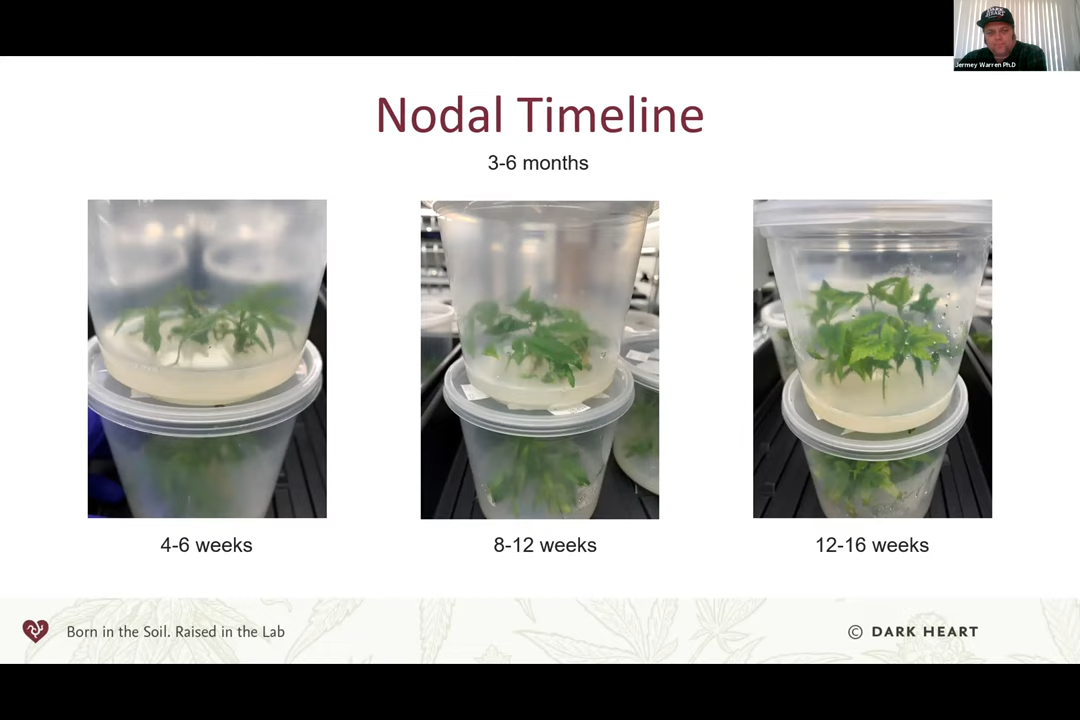 Jermey Warren Ph.D
Nodal Timeline
3-6 months
4-6 weeks
8-12 weeks
12-16 weeks
Born in the Soil. Raised in the Lab
© DARK HEART